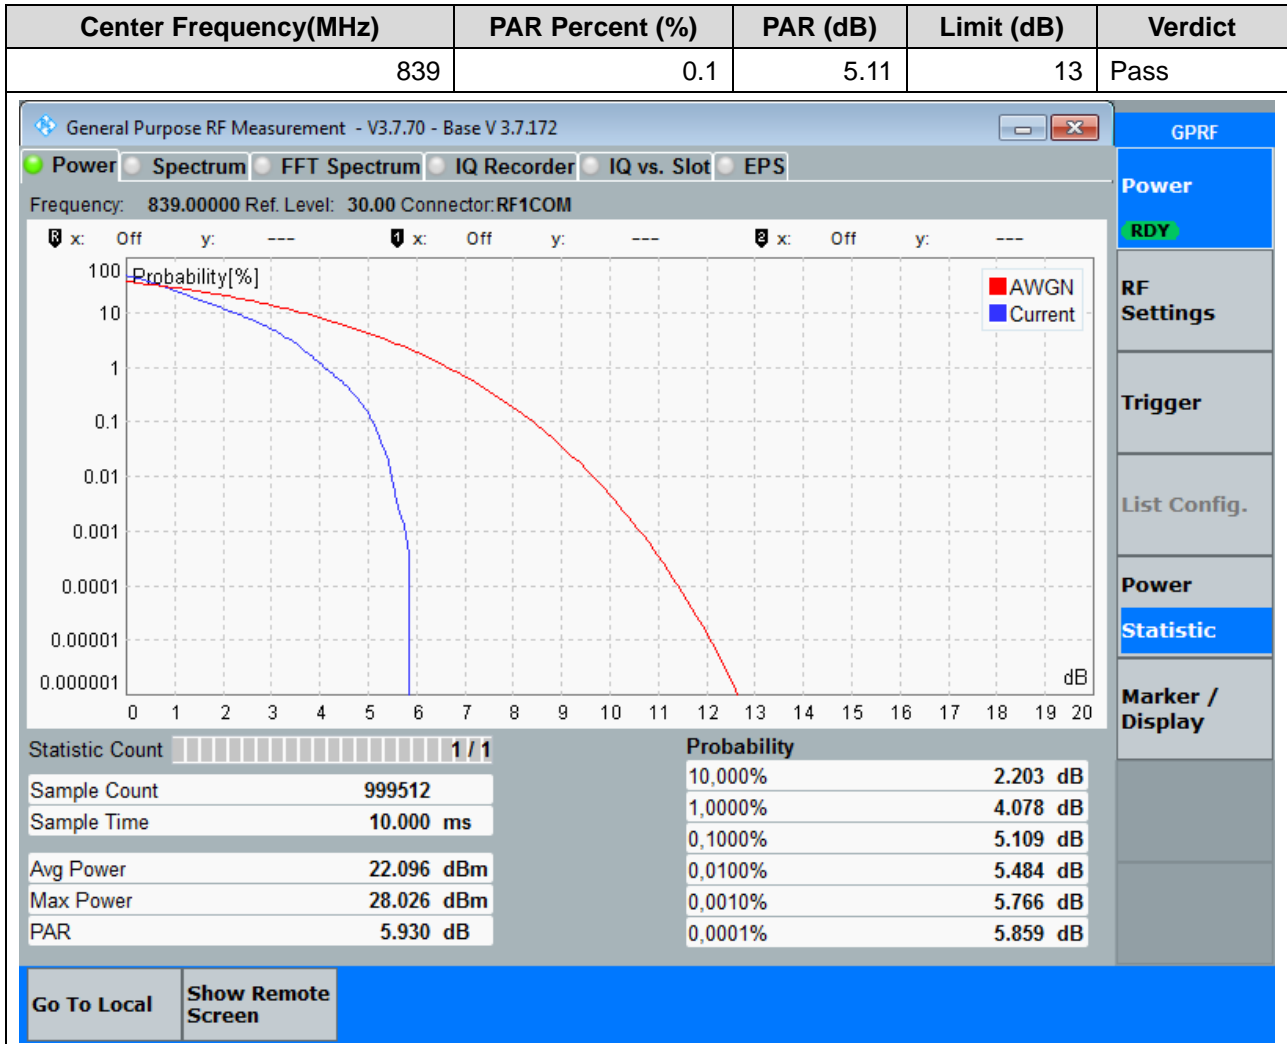 Center Frequency(MHz) PAR Percent (%) PAR (dB) Limit (dB) Verdict
839 0.1 5.11 13 Pass
General Purpose RF Measurement - V3.7.70 - Base V 3.7.172
GPRF
Power Spectrum FFT Spectrum IQ Recorder IQ vs. Slot EPS
Power
RDY
Frequency: 839.00000 Ref. Level: 30.00 Connector:RF1COM
R x: Off y: --- 1 x: Off y: --- 2 x: Off y: ---
Probability[%]
100
10
1
0.1
0.01
0.001
0.0001
0.00001
0.000001
AWGN
Current
dB
0 1 2 3 4 5 6 7 8 9 10 11 12 13 14 15 16 17 18 19 20
RF
Settings
Trigger
List Config.
Power
Statistic
Marker /
Display
Statistic Count 1 / 1
Sample Count 999512
Sample Time 10.000 ms
Avg Power 22.096 dBm
Max Power 28.026 dBm
PAR 5.930 dB
Probability
10,000% 2.203 dB
1,0000% 4.078 dB
0,1000% 5.109 dB
0,0100% 5.484 dB
0,0010% 5.766 dB
0,0001% 5.859 dB
Go To Local
Show Remote
Screen